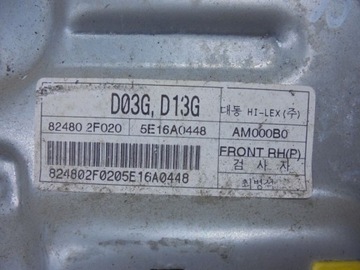 D03G, D13G
대동 HI-LEX (주)
82480 2F020 5E16A0448 AM000B0
FRONT RH(P)
824802F0205E16A0448
검 사 자